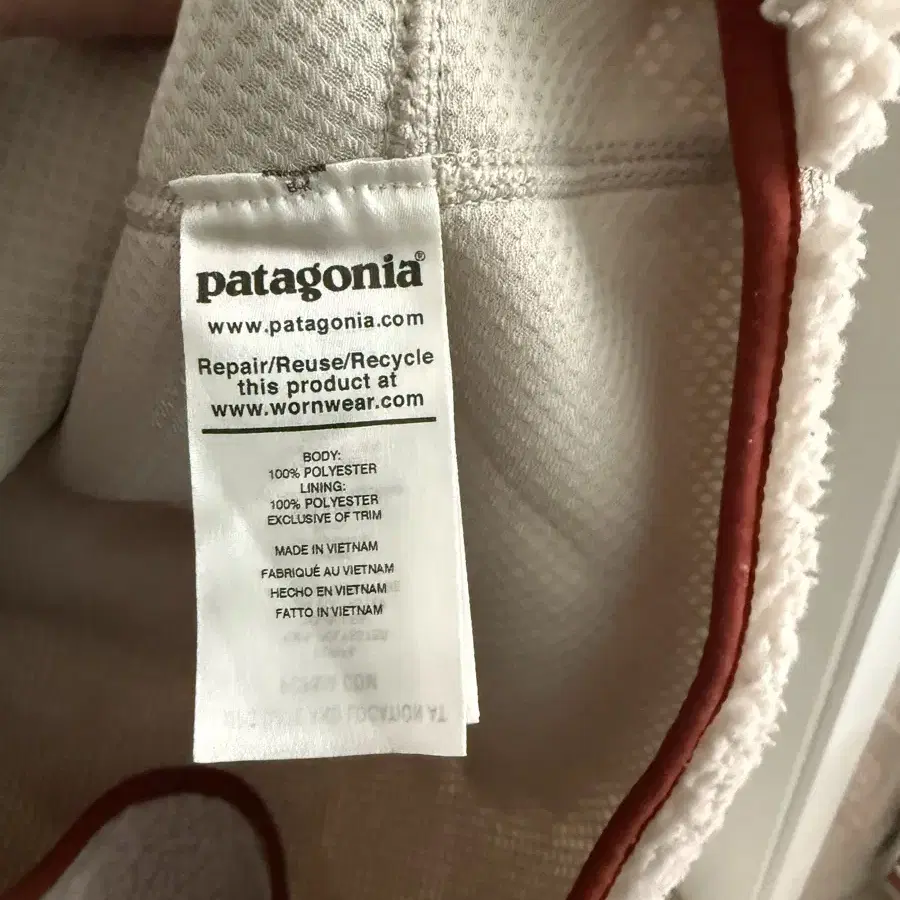 patagonia®
www.patagonia.com
Repair/Reuse/Recycle
this product at
www.wornwear.com
BODY:
100% POLYESTER
LINING:
100% POLYESTER
EXCLUSIVE OF TRIM
MADE IN VIETNAM
FABRIQUÉ AU VIETNAM
HECHO EN VIETNAM
FATTO IN VIETNAM